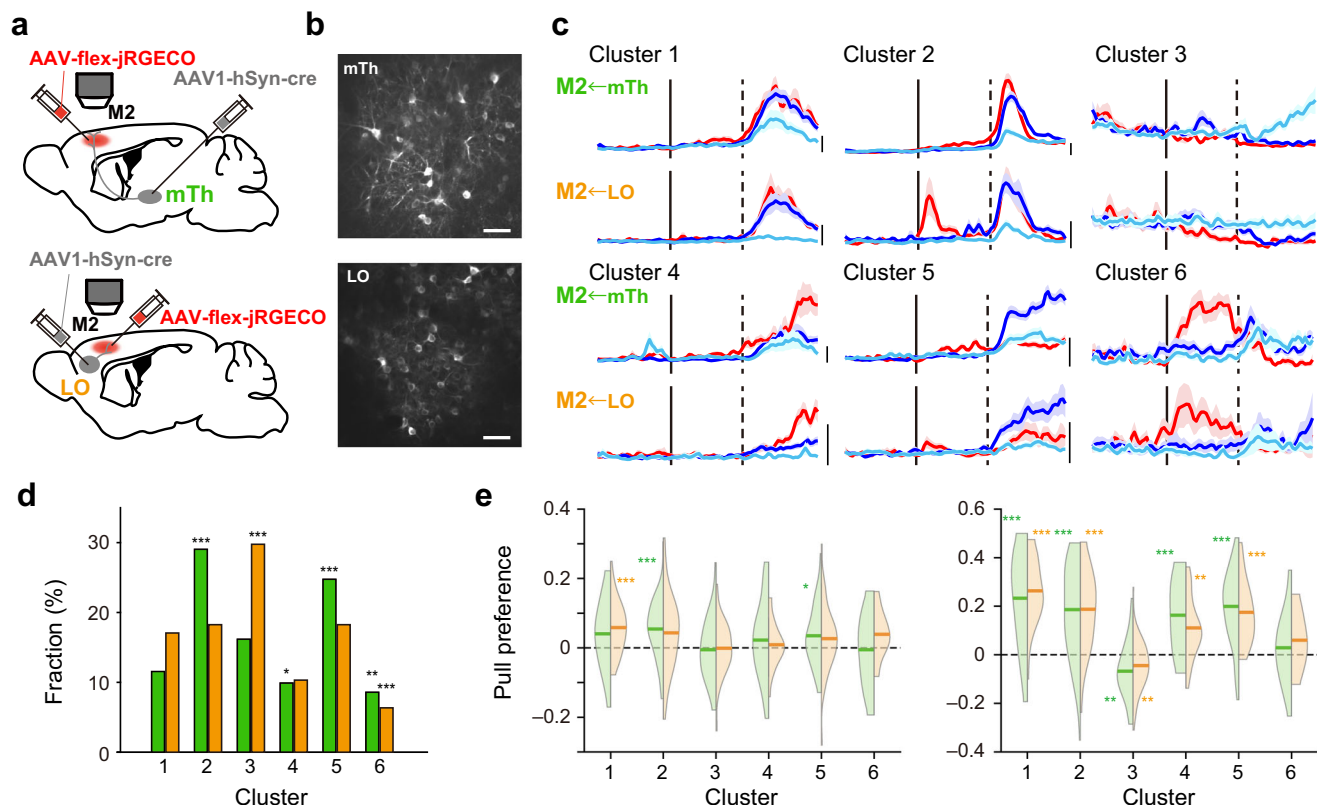 a
AAV-flex-jRGECO
AAV1-hSyn-cre
M2
mTh
AAV1-hSyn-cre
M2
AAV-flex-jRGECO
LO
b
mTh
LO
c
Cluster 1
Cluster 2
Cluster 3
M2←mTh
M2←LO
Cluster 4
Cluster 5
Cluster 6
M2←mTh
M2←LO
d
Fraction (%)
30
20
10
0
***
***
*
***
**
***
1 2 3 4 5 6
Cluster
e
Pull preference
0.4
0.2
0
–0.2
***
***
*
1 2 3 4 5 6
Cluster
0.6
0.4
0.2
0
–0.2
–0.4
*** *** *** *** *** ** *** ***
** **
1 2 3 4 5 6
Cluster